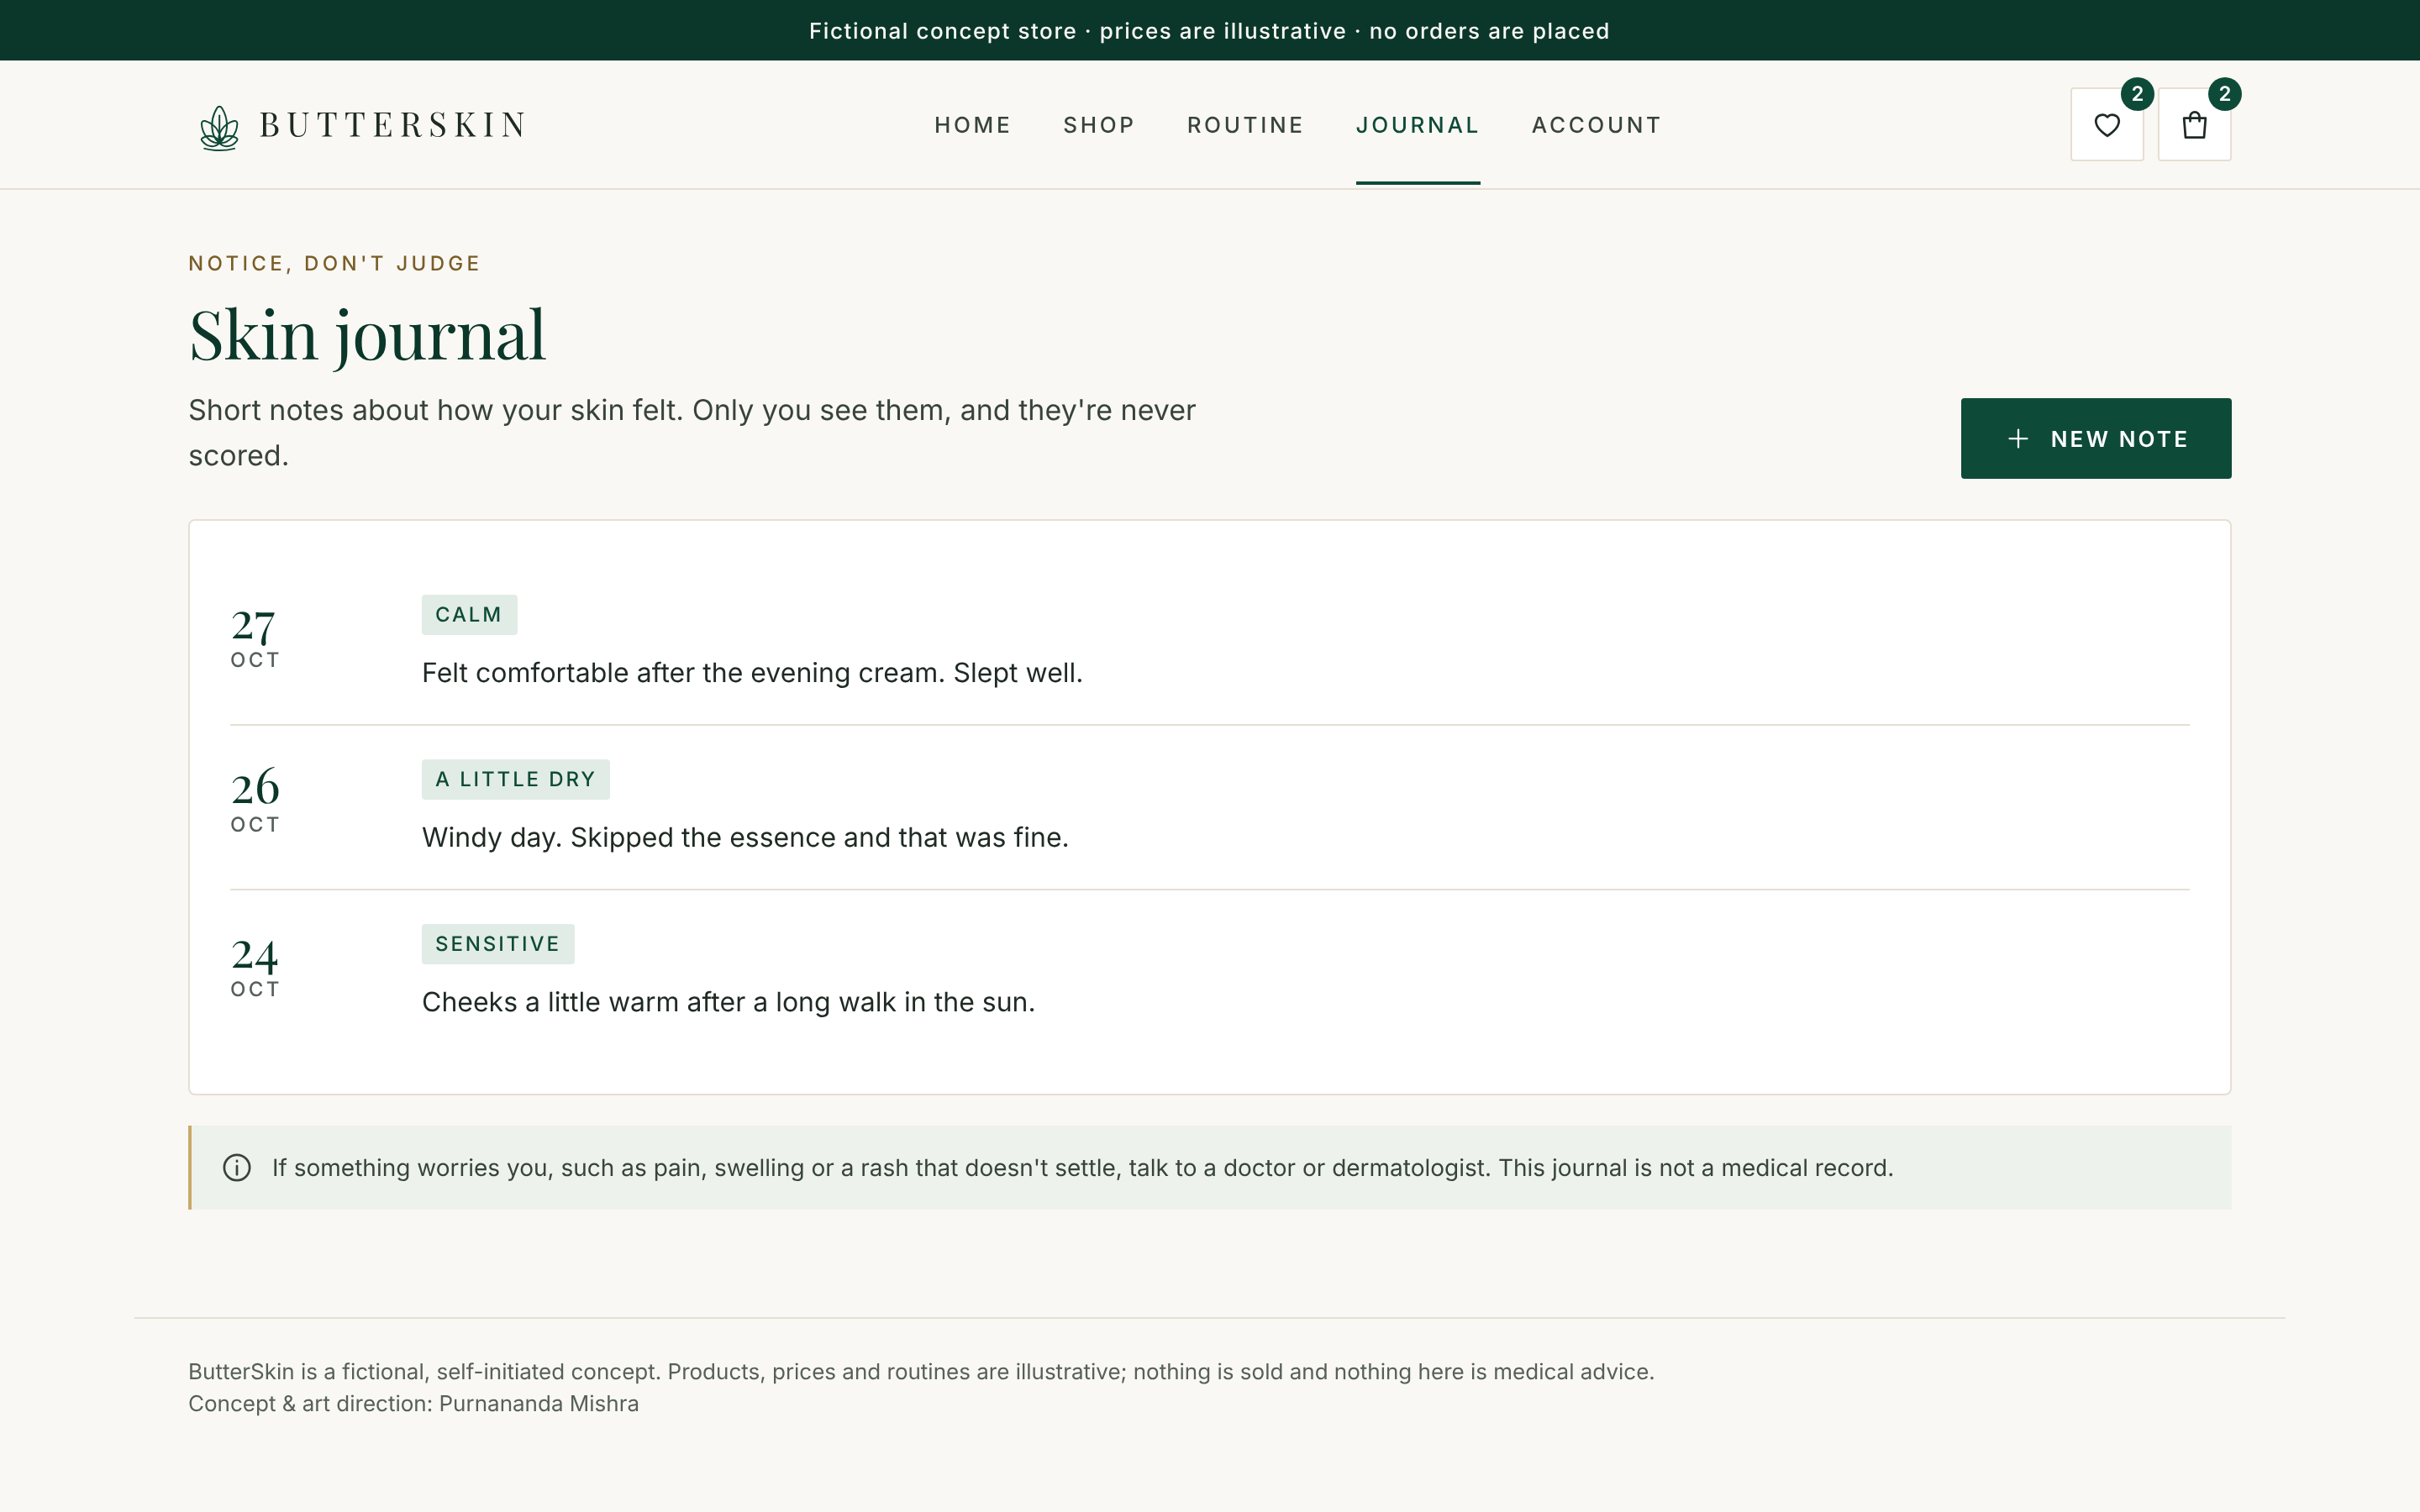 Fictional concept store · prices are illustrative · no orders are placed
BUTTERSKIN
HOME
SHOP
ROUTINE
JOURNAL
ACCOUNT
2
2
NOTICE, DON'T JUDGE
Skin journal
Short notes about how your skin felt. Only you see them, and they're never
scored.
NEW NOTE
27
OCT
CALM
Felt comfortable after the evening cream. Slept well.
26
OCT
A LITTLE DRY
Windy day. Skipped the essence and that was fine.
24
OCT
SENSITIVE
Cheeks a little warm after a long walk in the sun.
If something worries you, such as pain, swelling or a rash that doesn't settle, talk to a doctor or dermatologist. This journal is not a medical record.
ButterSkin is a fictional, self-initiated concept. Products, prices and routines are illustrative; nothing is sold and nothing here is medical advice.
Concept & art direction: Purnananda Mishra